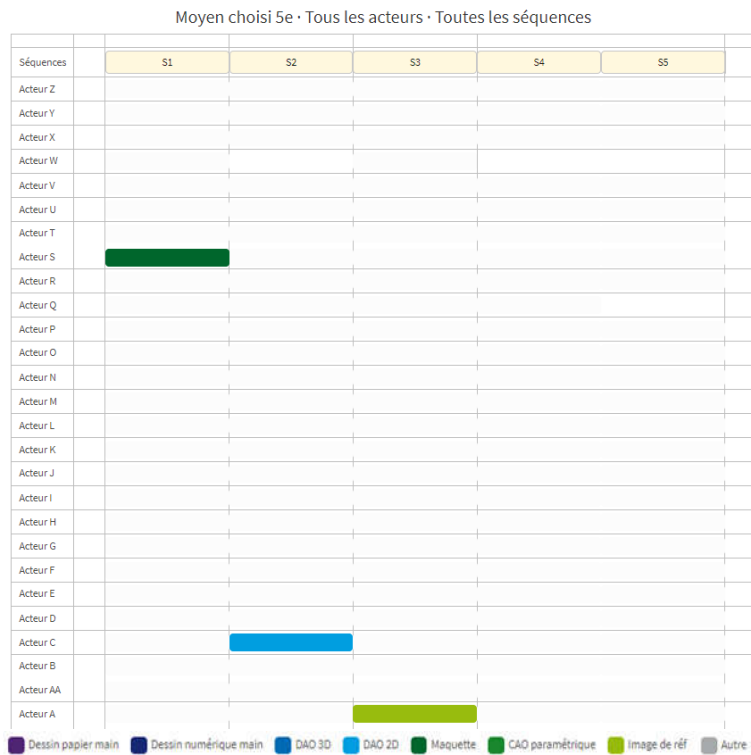 Moyen choisi 5e · Tous les acteurs · Toutes les séquences
Séquences S1 S2 S3 S4 S5
Acteur Z
Acteur Y
Acteur X
Acteur W
Acteur V
Acteur U
Acteur T
Acteur S
Acteur R
Acteur Q
Acteur P
Acteur O
Acteur N
Acteur M
Acteur L
Acteur K
Acteur J
Acteur I
Acteur H
Acteur G
Acteur F
Acteur E
Acteur D
Acteur C
Acteur B
Acteur AA
Acteur A
Dessin papier main Dessin numérique main DAO 3D DAO 2D Maquette CAO paramétrique Image de réf Autre